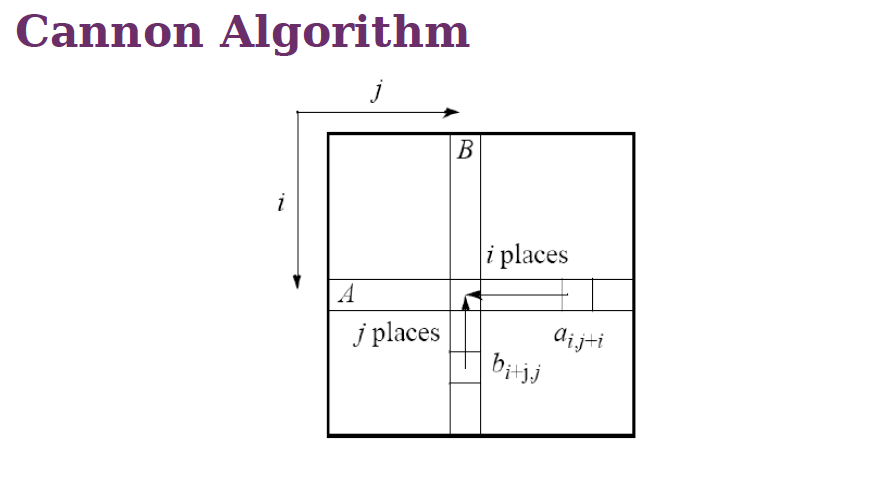 Cannon Algorithm
j
B
i
i places
A
j places
a_{i,j+i}
b_{i+j,j}